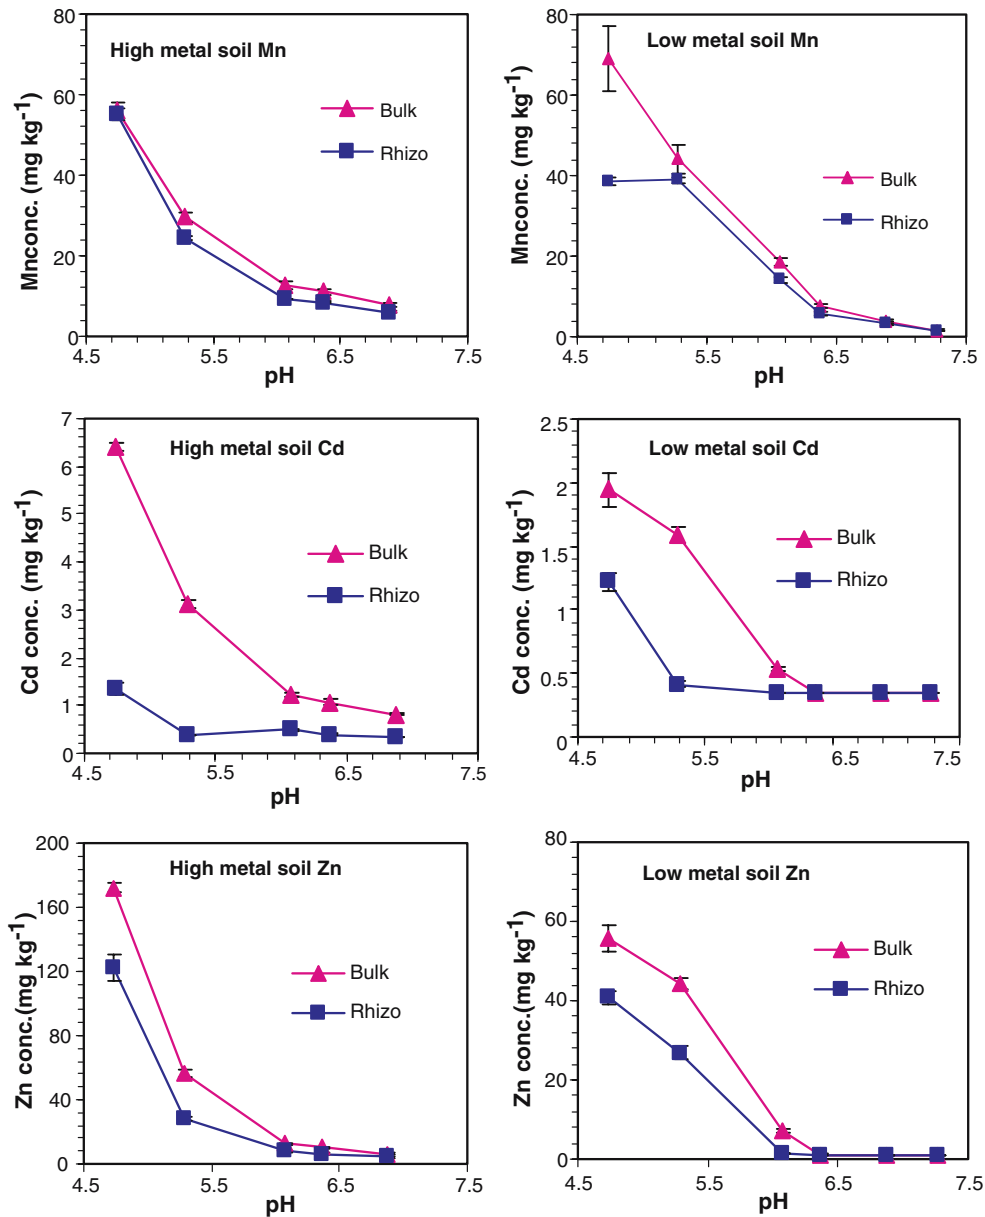 High metal soil Mn
Mnconc. (mg kg-1)
80
60
40
20
0
Bulk
Rhizo
4.5 5.5 6.5 7.5
pH
Low metal soil Mn
Mnconc. (mg kg-1)
80
60
40
20
0
Bulk
Rhizo
4.5 5.5 6.5 7.5
pH
High metal soil Cd
Cd conc. (mg kg-1)
7
6
5
4
3
2
1
0
Bulk
Rhizo
4.5 5.5 6.5 7.5
pH
Low metal soil Cd
Cd conc. (mg kg-1)
2.5
2
1.5
1
0.5
0
Bulk
Rhizo
4.5 5.5 6.5 7.5
pH
High metal soil Zn
Zn conc.(mg kg-1)
200
160
120
80
40
0
Bulk
Rhizo
4.5 5.5 6.5 7.5
pH
Low metal soil Zn
Zn conc.(mg kg-1)
80
60
40
20
0
Bulk
Rhizo
4.5 5.5 6.5 7.5
pH